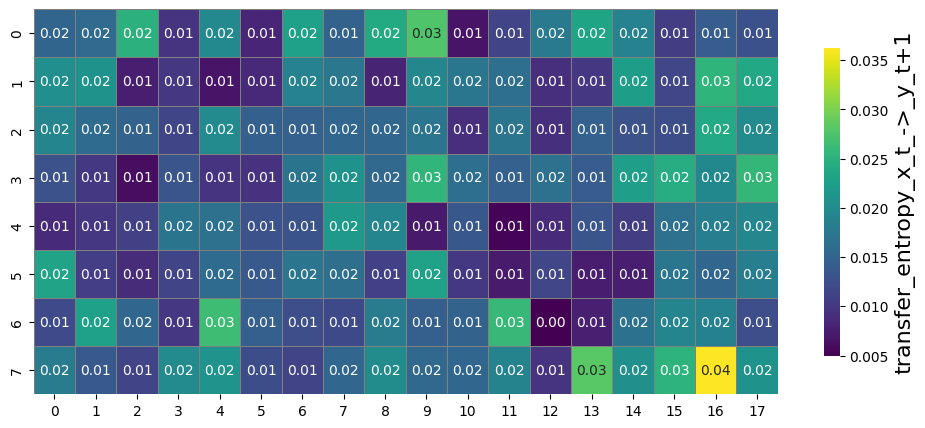 0 0.02 0.02 0.02 0.01 0.02 0.01 0.02 0.01 0.02 0.03 0.01 0.01 0.02 0.02 0.02 0.01 0.01 0.01
1 0.02 0.02 0.01 0.01 0.01 0.01 0.02 0.02 0.01 0.02 0.02 0.02 0.01 0.01 0.02 0.01 0.03 0.02
2 0.02 0.02 0.01 0.01 0.02 0.01 0.01 0.02 0.02 0.02 0.01 0.02 0.01 0.01 0.01 0.01 0.02 0.02
3 0.01 0.01 0.01 0.01 0.01 0.01 0.02 0.02 0.02 0.03 0.02 0.01 0.02 0.01 0.02 0.02 0.02 0.03
4 0.01 0.01 0.01 0.02 0.02 0.01 0.01 0.02 0.02 0.01 0.01 0.01 0.01 0.01 0.01 0.02 0.02 0.02
5 0.02 0.01 0.01 0.01 0.02 0.01 0.02 0.02 0.01 0.02 0.01 0.01 0.01 0.01 0.01 0.02 0.02 0.02
6 0.01 0.02 0.02 0.01 0.03 0.01 0.01 0.01 0.02 0.01 0.01 0.03 0.00 0.01 0.02 0.02 0.02 0.01
7 0.02 0.01 0.01 0.02 0.02 0.01 0.01 0.02 0.02 0.02 0.02 0.02 0.01 0.03 0.02 0.03 0.04 0.02
0 1 2 3 4 5 6 7 8 9 10 11 12 13 14 15 16 17
0.035
0.030
0.025
0.020
0.015
0.010
0.005
transfer_entropy_x_t_->_y_t+1